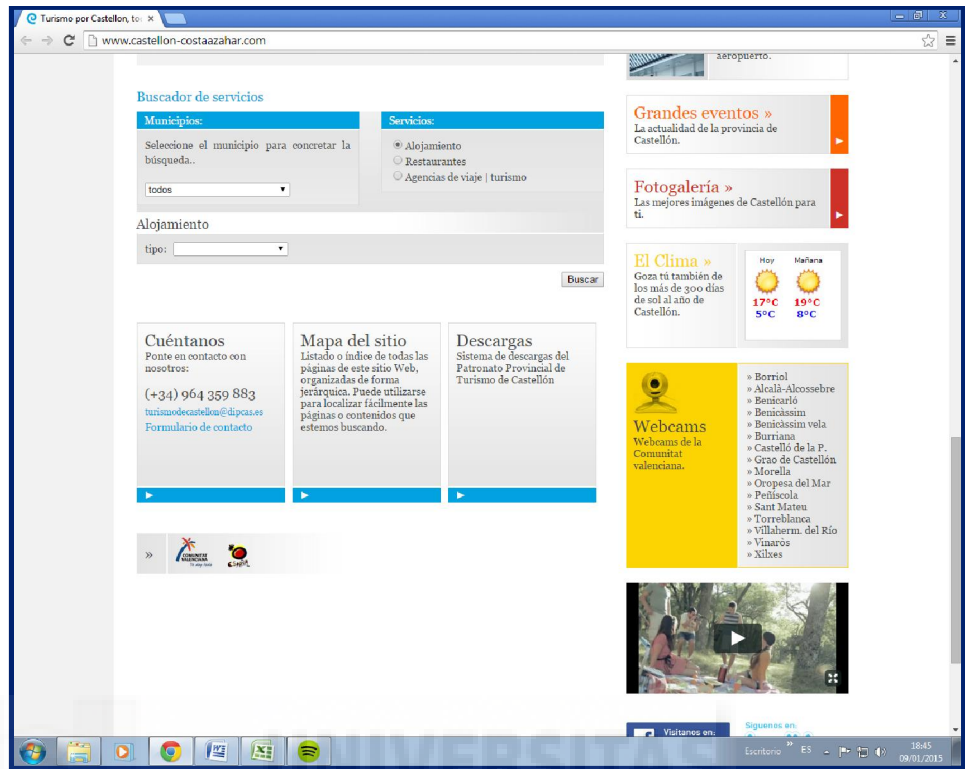 Turismo por Castellon, to
www.castellon-costaazahar.com
aeropuerto.
Buscador de servicios
Municipios:
Seleccione el municipio para concretar la
búsqueda..
todos
Servicios:
Alojamiento
Restaurantes
Agencias de viaje | turismo
Alojamiento
tipo:
Buscar
Cuéntanos
Ponte en contacto con
nosotros:
(+34) 964 359 883
turismodecastellon@dipcas.es
Formulario de contacto
Mapa del sitio
Listado o índice de todas las
páginas de este sitio Web,
organizadas de forma
jerárquica. Puede utilizarse
para localizar fácilmente las
páginas o contenidos que
estemos buscando.
Descargas
Sistema de descargas del
Patronato Provincial de
Turismo de Castellón
»
COMUNITAT
VALENCIANA
Grandes eventos »
La actualidad de la provincia de
Castellón.
Fotogalería »
Las mejores imágenes de Castellón para
ti.
El Clima »
Goza tú también de
los más de 300 días
de sol al año de
Castellón.
Hoy Mañana
17°C 19°C
5°C 8°C
Webcams
Webcams de la
Comunitat
valenciana.
» Borriol
» Alcalà-Alcossebre
» Benicarló
» Benicàssim
» Benicàssim vela
» Burriana
» Castelló de la P.
» Grao de Castellón
» Morella
» Oropesa del Mar
» Peñíscola
» Sant Mateu
» Torreblanca
» Villaherm. del Río
» Vinaròs
» Xilxes
Visitanos en:
Siguenos en:
UNIVERSITAS
Escritorio
ES
18:45
09/01/2015